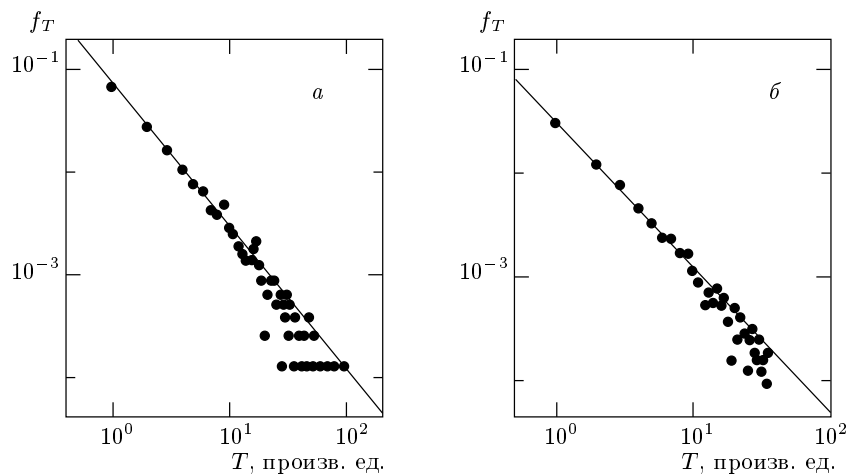 f_T
10^{-1}
10^{-3}
10^0 10^1 10^2
T, произв. ед.
а
f_T
10^{-1}
10^{-3}
10^0 10^1 10^2
T, произв. ед.
б